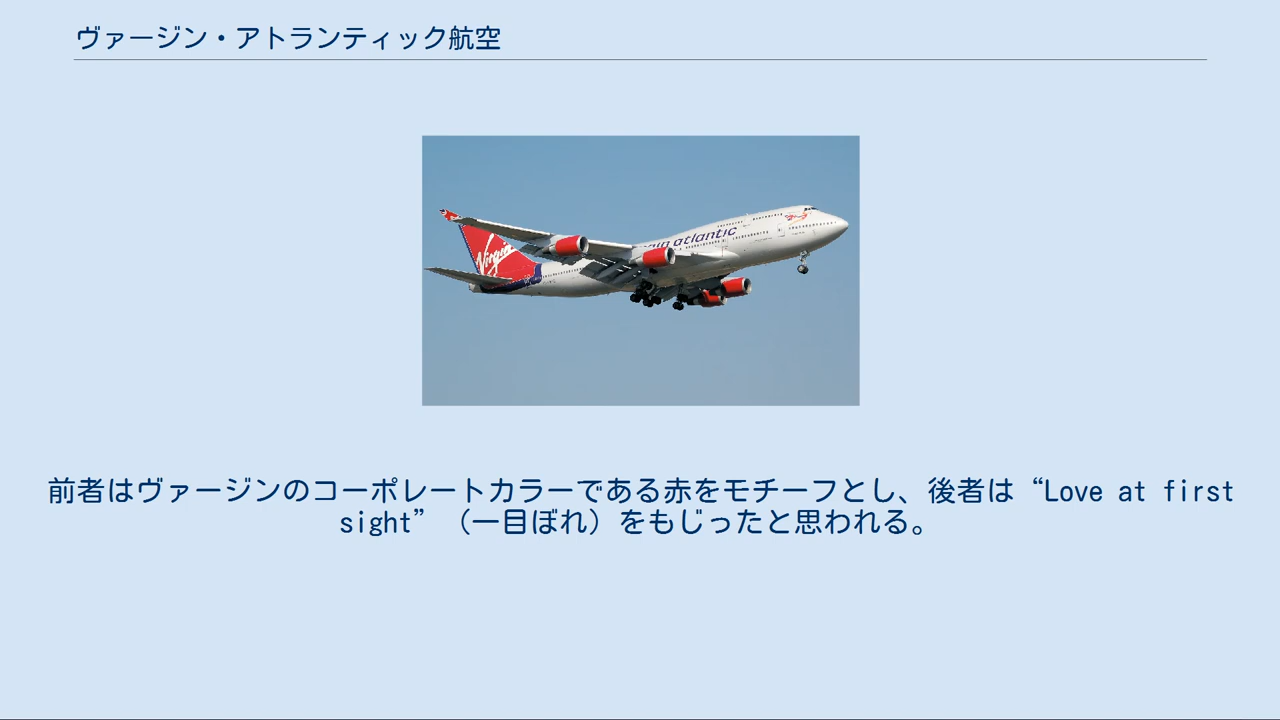 ヴァージン・アトランティック航空
Virgin
gin atlantic
前者はヴァージンのコーポレートカラーである赤をモチーフとし、後者は“Love at first
sight”（一目ぼれ）をもじったと思われる。